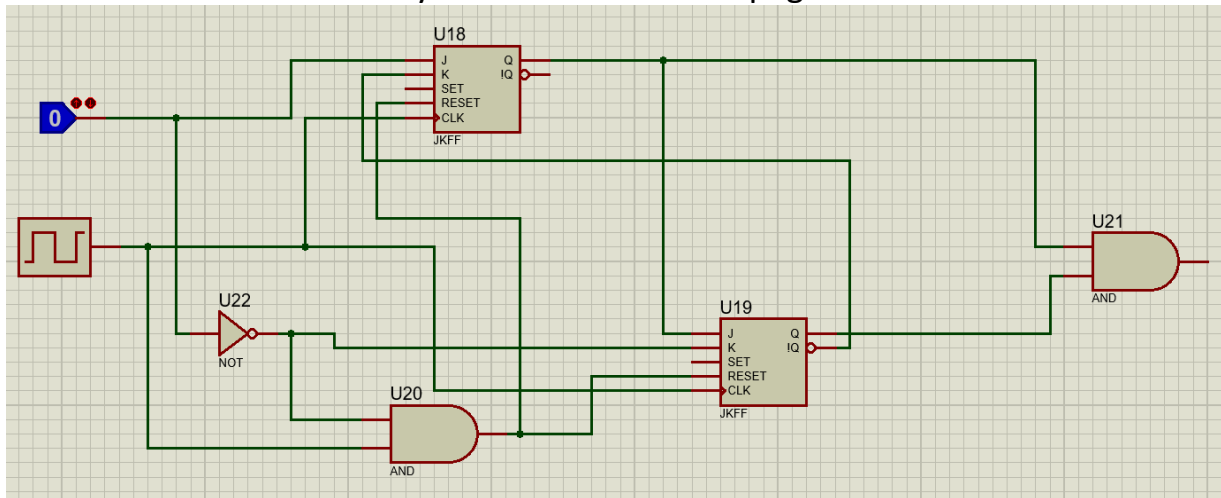 U18
J Q
K !Q
SET
RESET
CLK
JKFF
0
U21
AND
U22
NOT
U19
J Q
K !Q
SET
RESET
CLK
JKFF
U20
AND